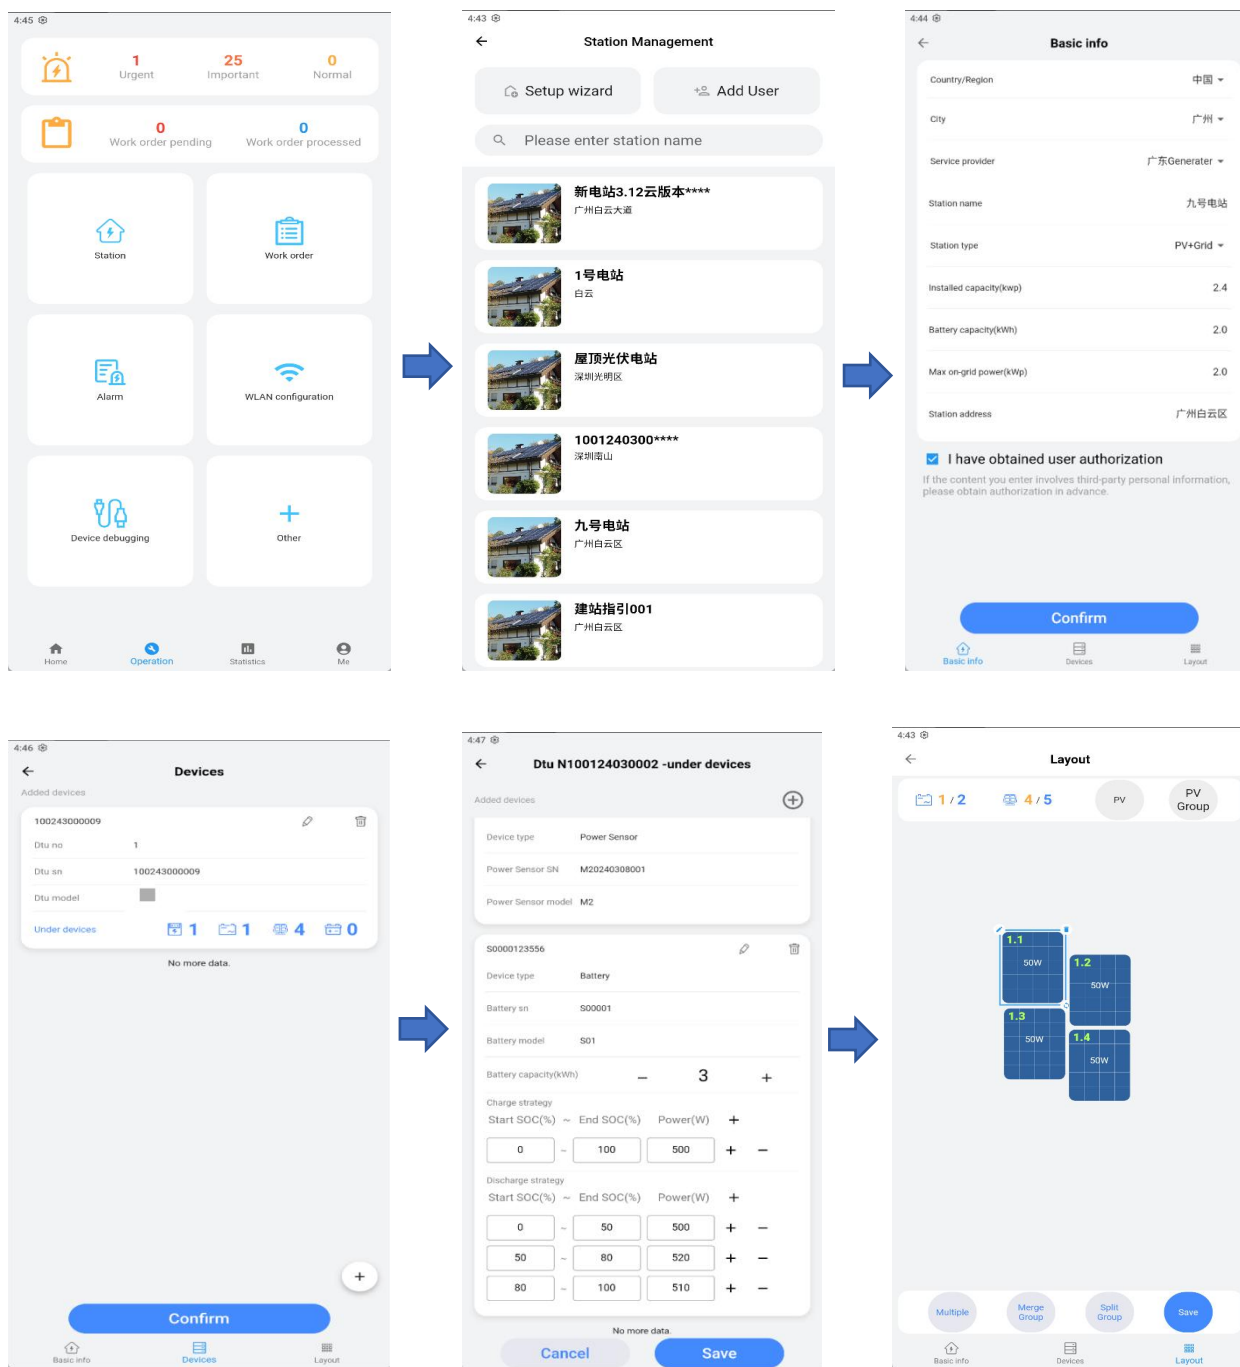 4:45
1
25
0
Urgent
Important
Normal
0
0
Work order pending
Work order processed
Station
Work order
Alarm
WLAN configuration
Device debugging
Other
Home
Operation
Statistics
Me
4:43
Station Management
Setup wizard
Add User
Please enter station name
新电站3.12云版本****
广州白云大道
1号电站
白云
屋顶光伏电站
深圳光明区
1001240300****
深圳南山
九号电站
广州白云区
建站指引001
广州白云区
4:44
Basic info
Country/Region 中国
City 广州
Service provider 广东Generater
Station name 九号电站
Station type PV+Grid
Installed capacity(kwp) 2.4
Battery capacity(kWh) 2.0
Max on-grid power(kWp) 2.0
Station address 广州白云区
I have obtained user authorization
If the content you enter involves third-party personal information,
please obtain authorization in advance.
Confirm
Basic info
Devices
Layout
4:46
Devices
Added devices
100243000009
Dtu no 1
Dtu sn 100243000009
Dtu model
Under devices 1 1 4 0
No more data.
+
Confirm
Basic info
Devices
Layout
4:47
Dtu N100124030002 -under devices
Added devices
Device type Power Sensor
Power Sensor SN M20240308001
Power Sensor model M2
S0000123556
Device type Battery
Battery sn S00001
Battery model S01
Battery capacity(kWh) − 3 +
Charge strategy
Start SOC(%) ~ End SOC(%) Power(W) +
0 ~ 100 500 + −
Discharge strategy
Start SOC(%) ~ End SOC(%) Power(W) +
0 ~ 50 500 + −
50 ~ 80 520 + −
80 ~ 100 510 + −
No more data.
Cancel
Save
4:43
Layout
1 / 2
4 / 5
PV
PV
Group
1.1
50W
1.2
50W
1.3
50W
1.4
50W
Multiple
Merge
Group
Split
Group
Save
Basic info
Devices
Layout